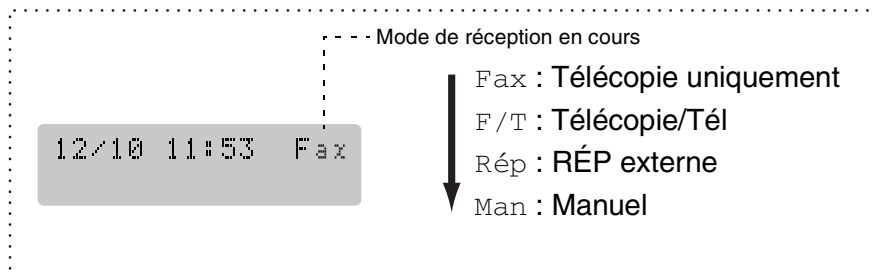 Mode de réception en cours
Fax : Télécopie uniquement
F/T : Télécopie/Tél
12/10 11:53 Fax
Rép : RÉP externe
Man : Manuel